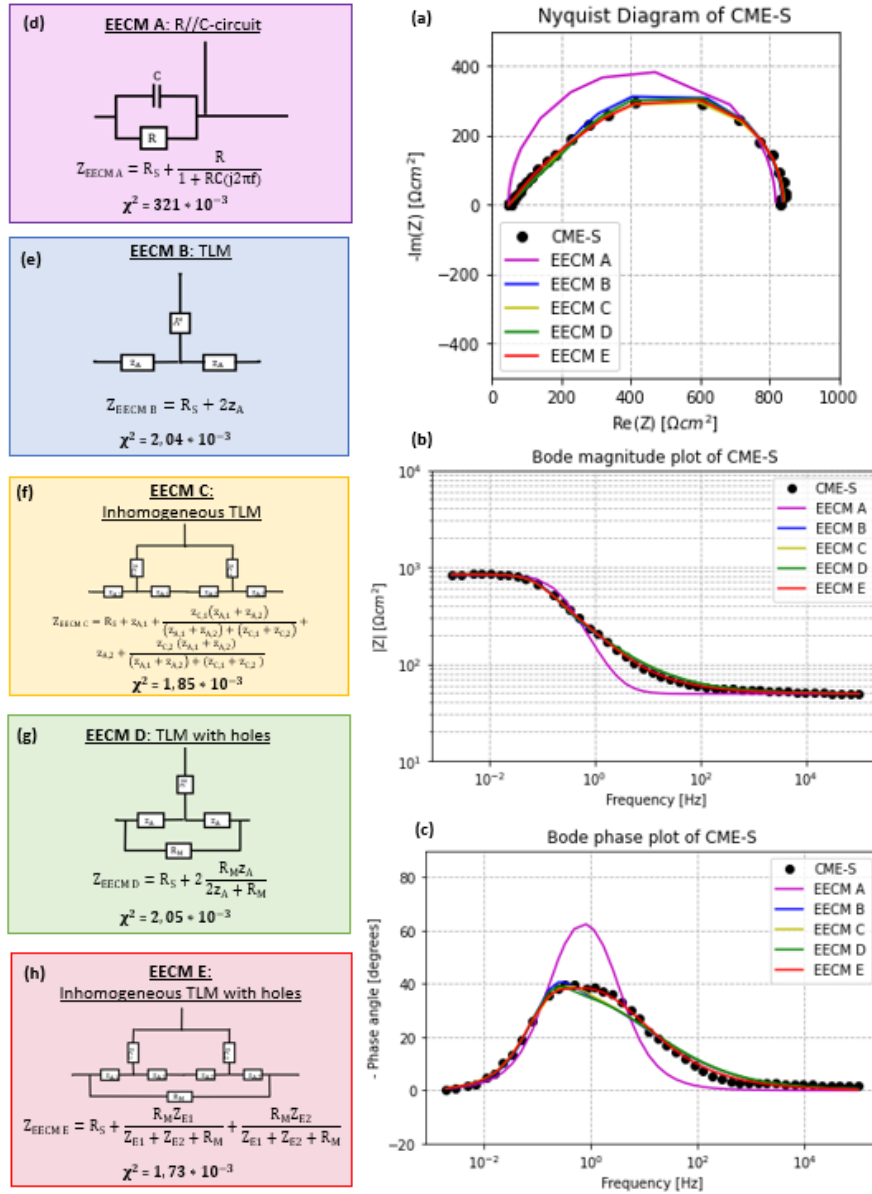 (d)
EECM A: R//C-circuit
C
R
Z_EECM A = R_S + R / (1 + RC(j2πf))
χ² = 321 * 10⁻³
(e)
EECM B: TLM
z_A
z_A
Z_EECM B = R_S + 2z_A
χ² = 2,04 * 10⁻³
(f)
EECM C:
Inhomogeneous TLM
Z_EECM C = R_S + z_A,1 + z_C,1(z_A,1 + z_A,2) / ((z_A,1 + z_A,2) + (z_C,1 + z_C,2)) +
z_A,2 + z_C,2 (z_A,1 + z_A,2) / ((z_A,1 + z_A,2) + (z_C,1 + z_C,2))
χ² = 1,85 * 10⁻³
(g)
EECM D: TLM with holes
z_A
z_A
R_M
Z_EECM D = R_S + 2 R_M z_A / (2z_A + R_M)
χ² = 2,05 * 10⁻³
(h)
EECM E:
Inhomogeneous TLM with holes
R_M
Z_EECM E = R_S + R_M Z_E1 / (Z_E1 + Z_E2 + R_M) + R_M Z_E2 / (Z_E1 + Z_E2 + R_M)
χ² = 1,73 * 10⁻³
(a)
Nyquist Diagram of CME-S
-Im(Z) [Ωcm²]
400
200
0
−200
−400
CME-S
EECM A
EECM B
EECM C
EECM D
EECM E
0 200 400 600 800 1000
Re(Z) [Ωcm²]
(b)
Bode magnitude plot of CME-S
|Z| [Ωcm²]
10⁴
10³
10²
10¹
CME-S
EECM A
EECM B
EECM C
EECM D
EECM E
10⁻² 10⁰ 10² 10⁴
Frequency [Hz]
(c)
Bode phase plot of CME-S
- Phase angle [degrees]
80
60
40
20
0
−20
CME-S
EECM A
EECM B
EECM C
EECM D
EECM E
10⁻² 10⁰ 10² 10⁴
Frequency [Hz]